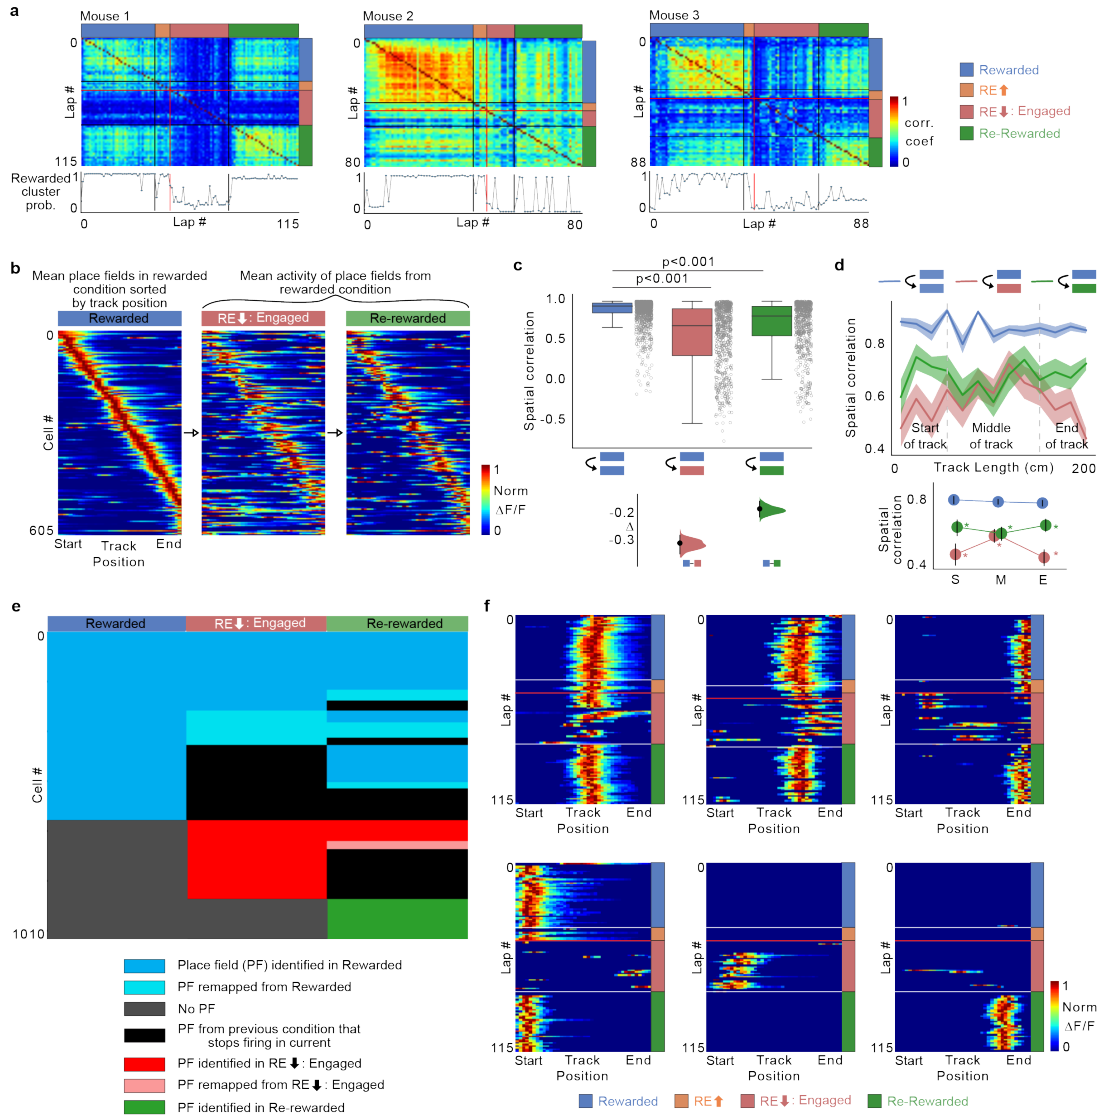 a
Mouse 1
Mouse 2
Mouse 3
0
Lap #
115
0
Lap #
80
0
Lap #
88
1
corr.
coef
0
Rewarded
RE⬆
RE⬇: Engaged
Re-Rewarded
Rewarded
cluster
prob.
1
0
0
Lap #
115
1
0
0
80
1
0
0
Lap #
88
b
Mean place fields in rewarded
condition sorted
by track position
Mean activity of place fields from
rewarded condition
Rewarded
RE⬇: Engaged
Re-rewarded
0
Cell #
605
Start
Track
End
Position
1
Norm
ΔF/F
0
c
p<0.001
p<0.001
Spatial correlation
1.0
0.5
0.0
-0.5
-0.2
Δ
-0.3
d
Spatial correlation
0.8
0.6
0.4
Start
of track
Middle
of track
End
of track
0
Track Length (cm)
200
Spatial
correlation
0.8
0.4
*
*
*
*
*
*
S
M
E
e
Rewarded
RE⬇: Engaged
Re-rewarded
0
Cell #
1010
Place field (PF) identified in Rewarded
PF remapped from Rewarded
No PF
PF from previous condition that
stops firing in current
PF identified in RE⬇: Engaged
PF remapped from RE⬇: Engaged
PF identified in Re-rewarded
f
0
Lap #
115
Start
Track
End
Position
0
Lap #
115
Start
Track
End
Position
0
Lap #
115
Start
Track
End
Position
0
Lap #
115
Start
Track
End
Position
0
Lap #
115
Start
Track
End
Position
0
Lap #
115
Start
Track
End
Position
1
Norm
ΔF/F
0
Rewarded
RE⬆
RE⬇: Engaged
Re-Rewarded